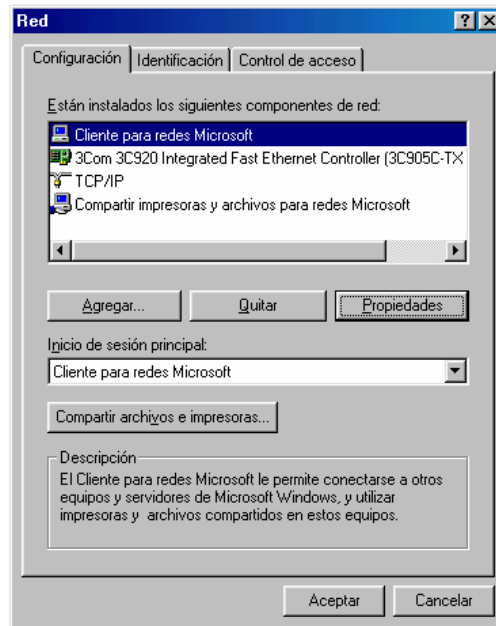 Red
Configuración Identificación Control de acceso
Están instalados los siguientes componentes de red:
Cliente para redes Microsoft
3Com 3C920 Integrated Fast Ethernet Controller (3C905C-TX
TCP/IP
Compartir impresoras y archivos para redes Microsoft
Agregar... Quitar Propiedades
Inicio de sesión principal:
Cliente para redes Microsoft
Compartir archivos e impresoras...
Descripción
El Cliente para redes Microsoft le permite conectarse a otros
equipos y servidores de Microsoft Windows, y utilizar
impresoras y archivos compartidos en estos equipos.
Aceptar Cancelar